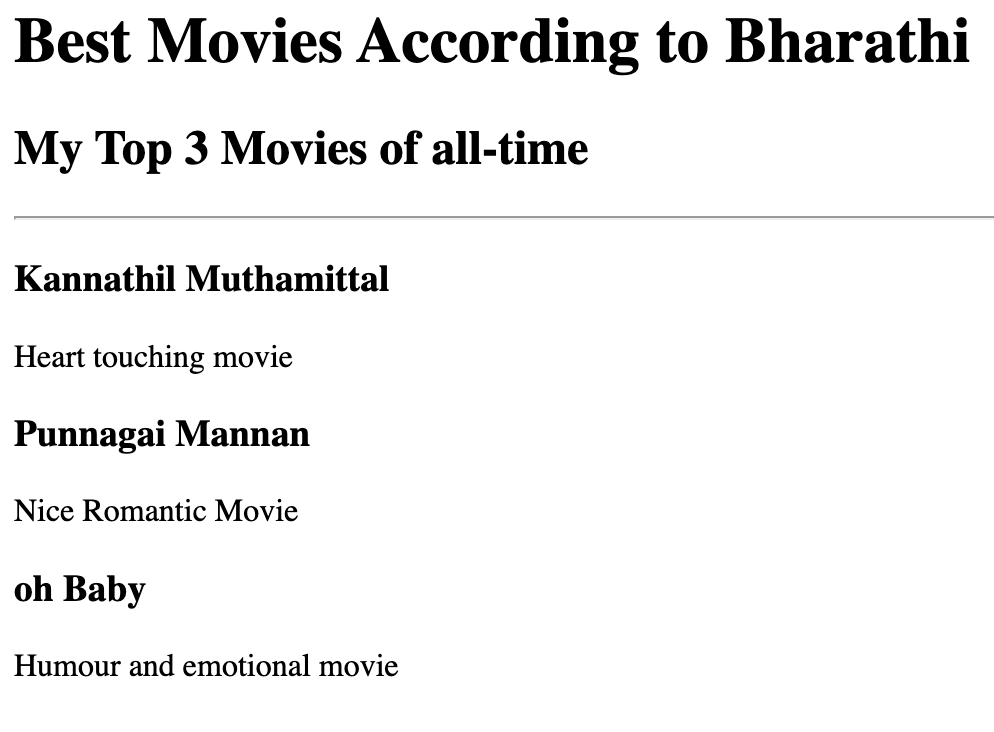 Best Movies According to Bharathi
My Top 3 Movies of all-time
Kannathil Muthamittal
Heart touching movie
Punnagai Mannan
Nice Romantic Movie
oh Baby
Humour and emotional movie